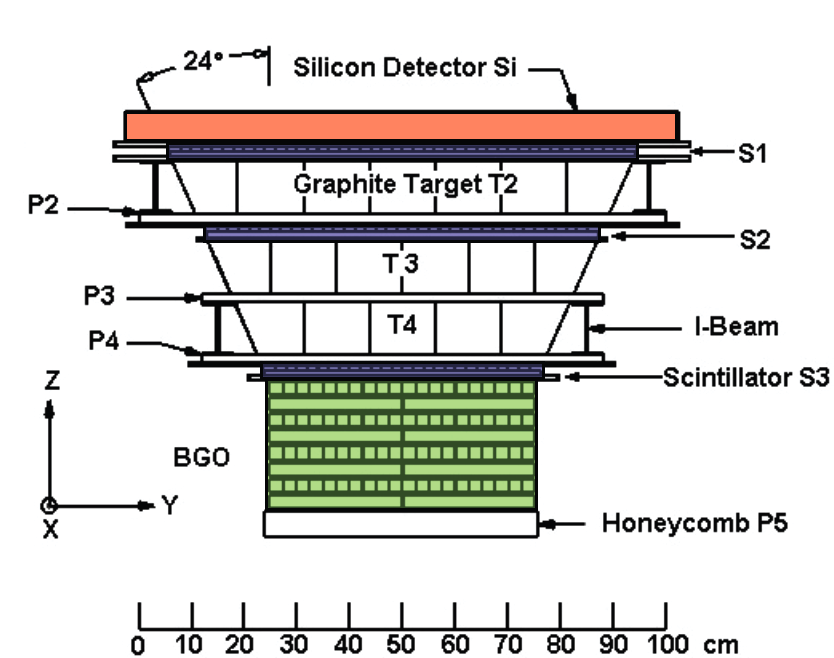 24°
Silicon Detector Si
S1
Graphite Target T2
P2
S2
T3
P3
T4
I-Beam
P4
Scintillator S3
Z
BGO
Y
X
Honeycomb P5
0 10 20 30 40 50 60 70 80 90 100 cm